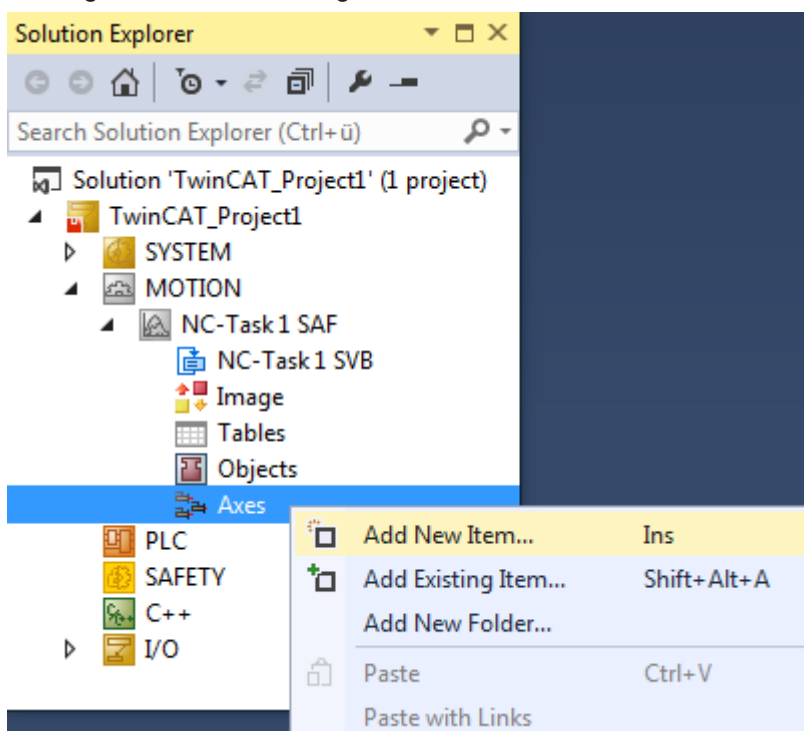 Solution Explorer
Search Solution Explorer (Ctrl+ü)
Solution 'TwinCAT_Project1' (1 project)
TwinCAT_Project1
SYSTEM
MOTION
NC-Task 1 SAF
NC-Task 1 SVB
Image
Tables
Objects
Axes
Add New Item... Ins
PLC
SAFETY
Add Existing Item... Shift+Alt+A
C++
Add New Folder...
I/O
Paste Ctrl+V
Paste with Links